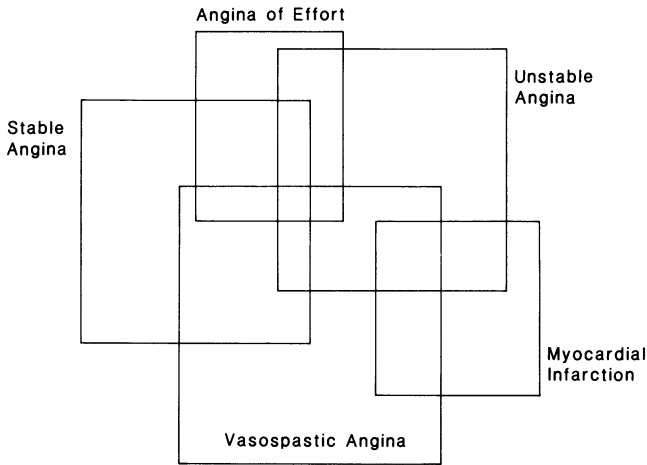 Angina of Effort
Unstable
Angina
Stable
Angina
Myocardial
Infarction
Vasospastic Angina